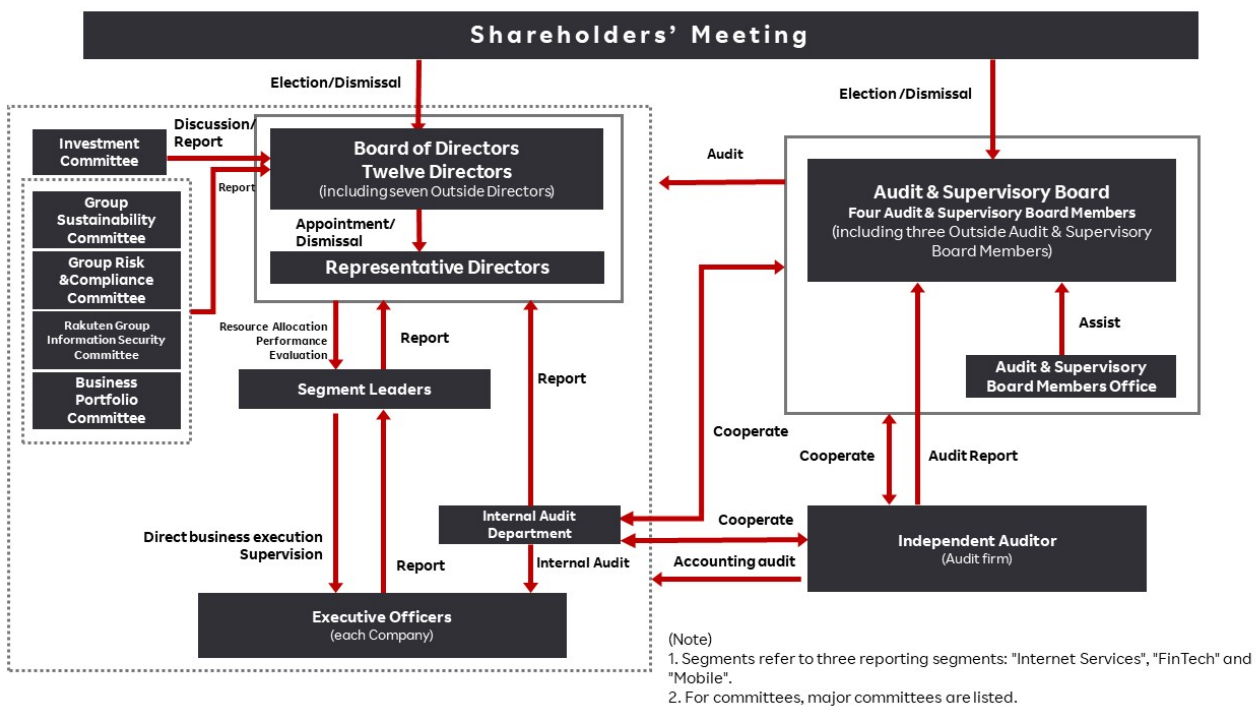 Shareholders’ Meeting
Election/Dismissal
Election /Dismissal
Investment
Committee
Discussion/
Report
Report
Group
Sustainability
Committee
Group Risk
&Compliance
Committee
Rakuten Group
Information Security
Committee
Business
Portfolio
Committee
Board of Directors
Twelve Directors
(including seven Outside Directors)
Appointment/
Dismissal
Representative Directors
Audit
Audit & Supervisory Board
Four Audit & Supervisory Board Members
(including three Outside Audit & Supervisory
Board Members)
Assist
Audit & Supervisory
Board Members Office
Resource Allocation
Performance
Evaluation
Report
Report
Segment Leaders
Cooperate
Cooperate
Audit Report
Direct business execution
Supervision
Report
Internal Audit
Department
Internal Audit
Cooperate
Accounting audit
Independent Auditor
(Audit firm)
Executive Officers
(each Company)
(Note)
1. Segments refer to three reporting segments: "Internet Services", "FinTech" and
"Mobile".
2. For committees, major committees are listed.